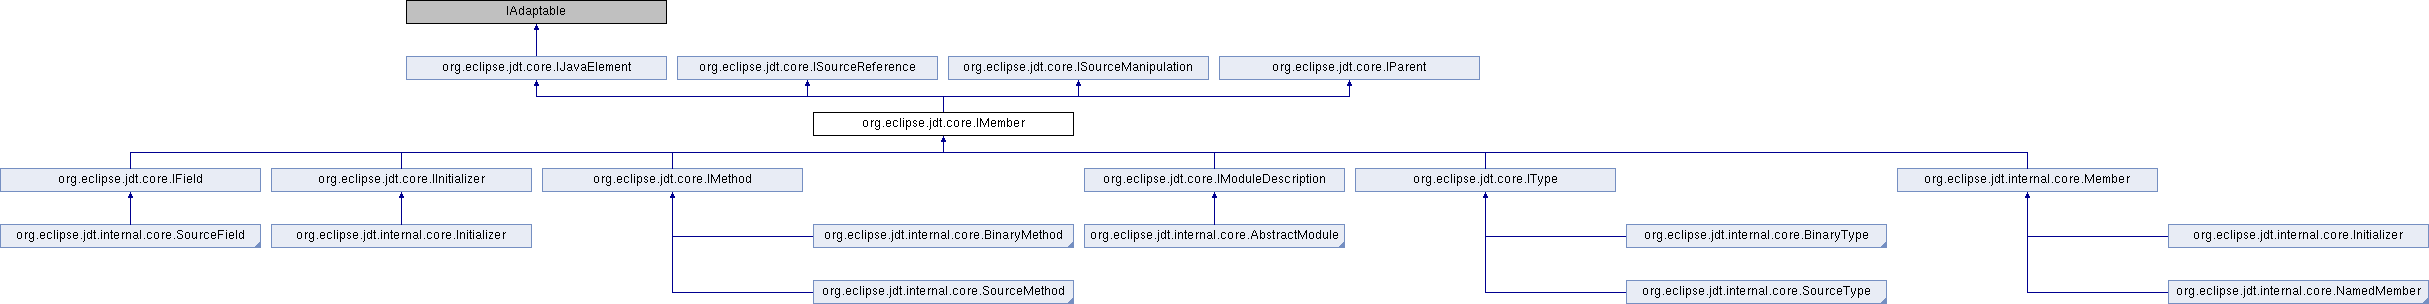 IAdaptable
org.eclipse.jdt.core.IJavaElement
org.eclipse.jdt.core.ISourceReference
org.eclipse.jdt.core.ISourceManipulation
org.eclipse.jdt.core.IParent
org.eclipse.jdt.core.IMember
org.eclipse.jdt.core.IField
org.eclipse.jdt.core.IInitializer
org.eclipse.jdt.core.IMethod
org.eclipse.jdt.core.IModuleDescription
org.eclipse.jdt.core.IType
org.eclipse.jdt.internal.core.Member
org.eclipse.jdt.internal.core.SourceField
org.eclipse.jdt.internal.core.Initializer
org.eclipse.jdt.internal.core.BinaryMethod
org.eclipse.jdt.internal.core.AbstractModule
org.eclipse.jdt.internal.core.BinaryType
org.eclipse.jdt.internal.core.Initializer
org.eclipse.jdt.internal.core.SourceMethod
org.eclipse.jdt.internal.core.SourceType
org.eclipse.jdt.internal.core.NamedMember